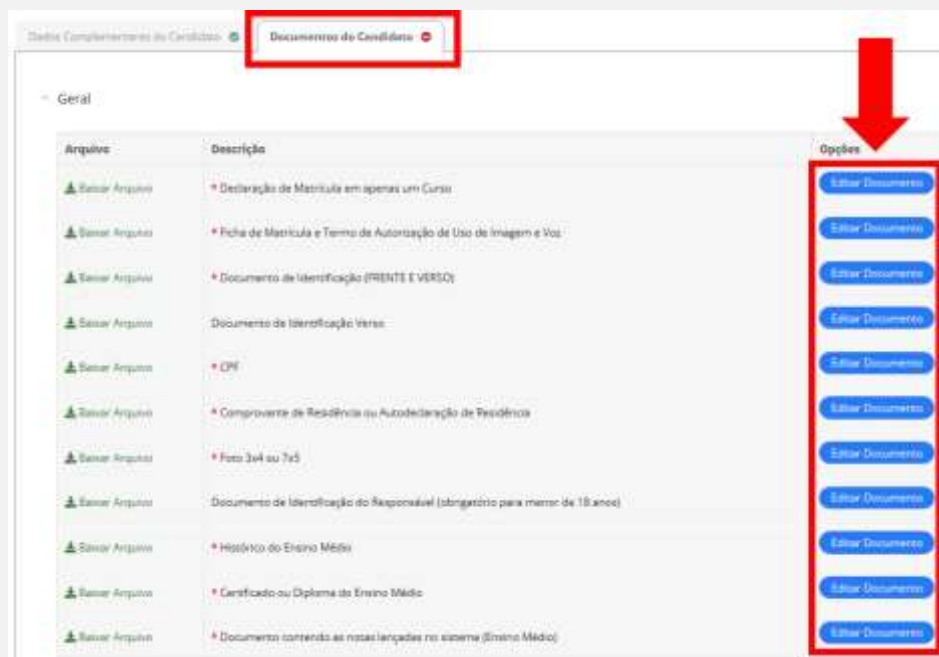 Dados Complementares do Candidato
Documentos do Candidato
Geral
Arquivo Descrição Opções
Baixar Arquivo * Declaração de Matrícula em apenas um Curso Editar Documento
Baixar Arquivo * Ficha de Matrícula e Termo de Autorização de Uso de Imagem e Voz Editar Documento
Baixar Arquivo * Documento de Identificação (FRENTE E VERSO) Editar Documento
Baixar Arquivo Documento de Identificação Verso Editar Documento
Baixar Arquivo * CPF Editar Documento
Baixar Arquivo * Comprovante de Residência ou Autodeclaração de Residência Editar Documento
Baixar Arquivo * Foto 3x4 ou 7x5 Editar Documento
Baixar Arquivo Documento de Identificação do Responsável (obrigatório para menor de 18 anos) Editar Documento
Baixar Arquivo * Histórico do Ensino Médio Editar Documento
Baixar Arquivo * Certificado ou Diploma do Ensino Médio Editar Documento
Baixar Arquivo * Documento contendo as notas lançadas no sistema (Ensino Médio) Editar Documento